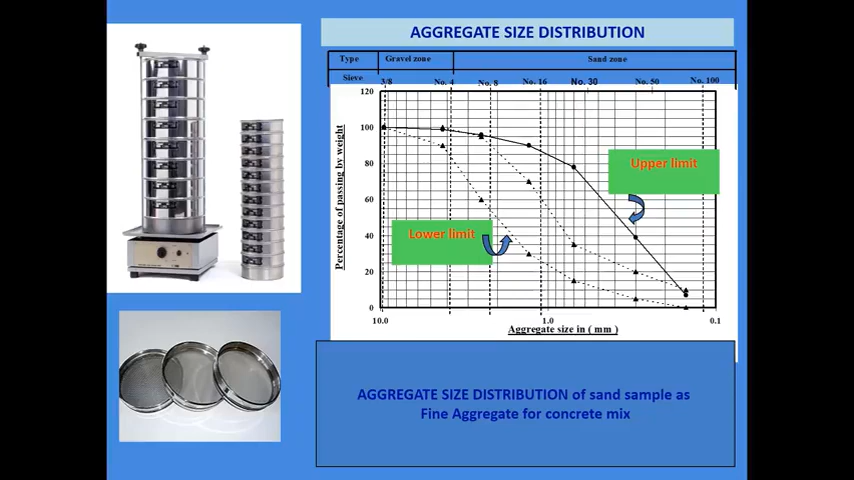 AGGREGATE SIZE DISTRIBUTION
Type Gravel zone Sand zone
Sieve 3/8 No. 4 No. 8 No. 16 No. 30 No. 50 No. 100
Percentage of passing by weight
120
100
80
60
40
20
0
Upper limit
Lower limit
10.0 1.0 0.1
Aggregate size in ( mm )
AGGREGATE SIZE DISTRIBUTION of sand sample as
Fine Aggregate for concrete mix